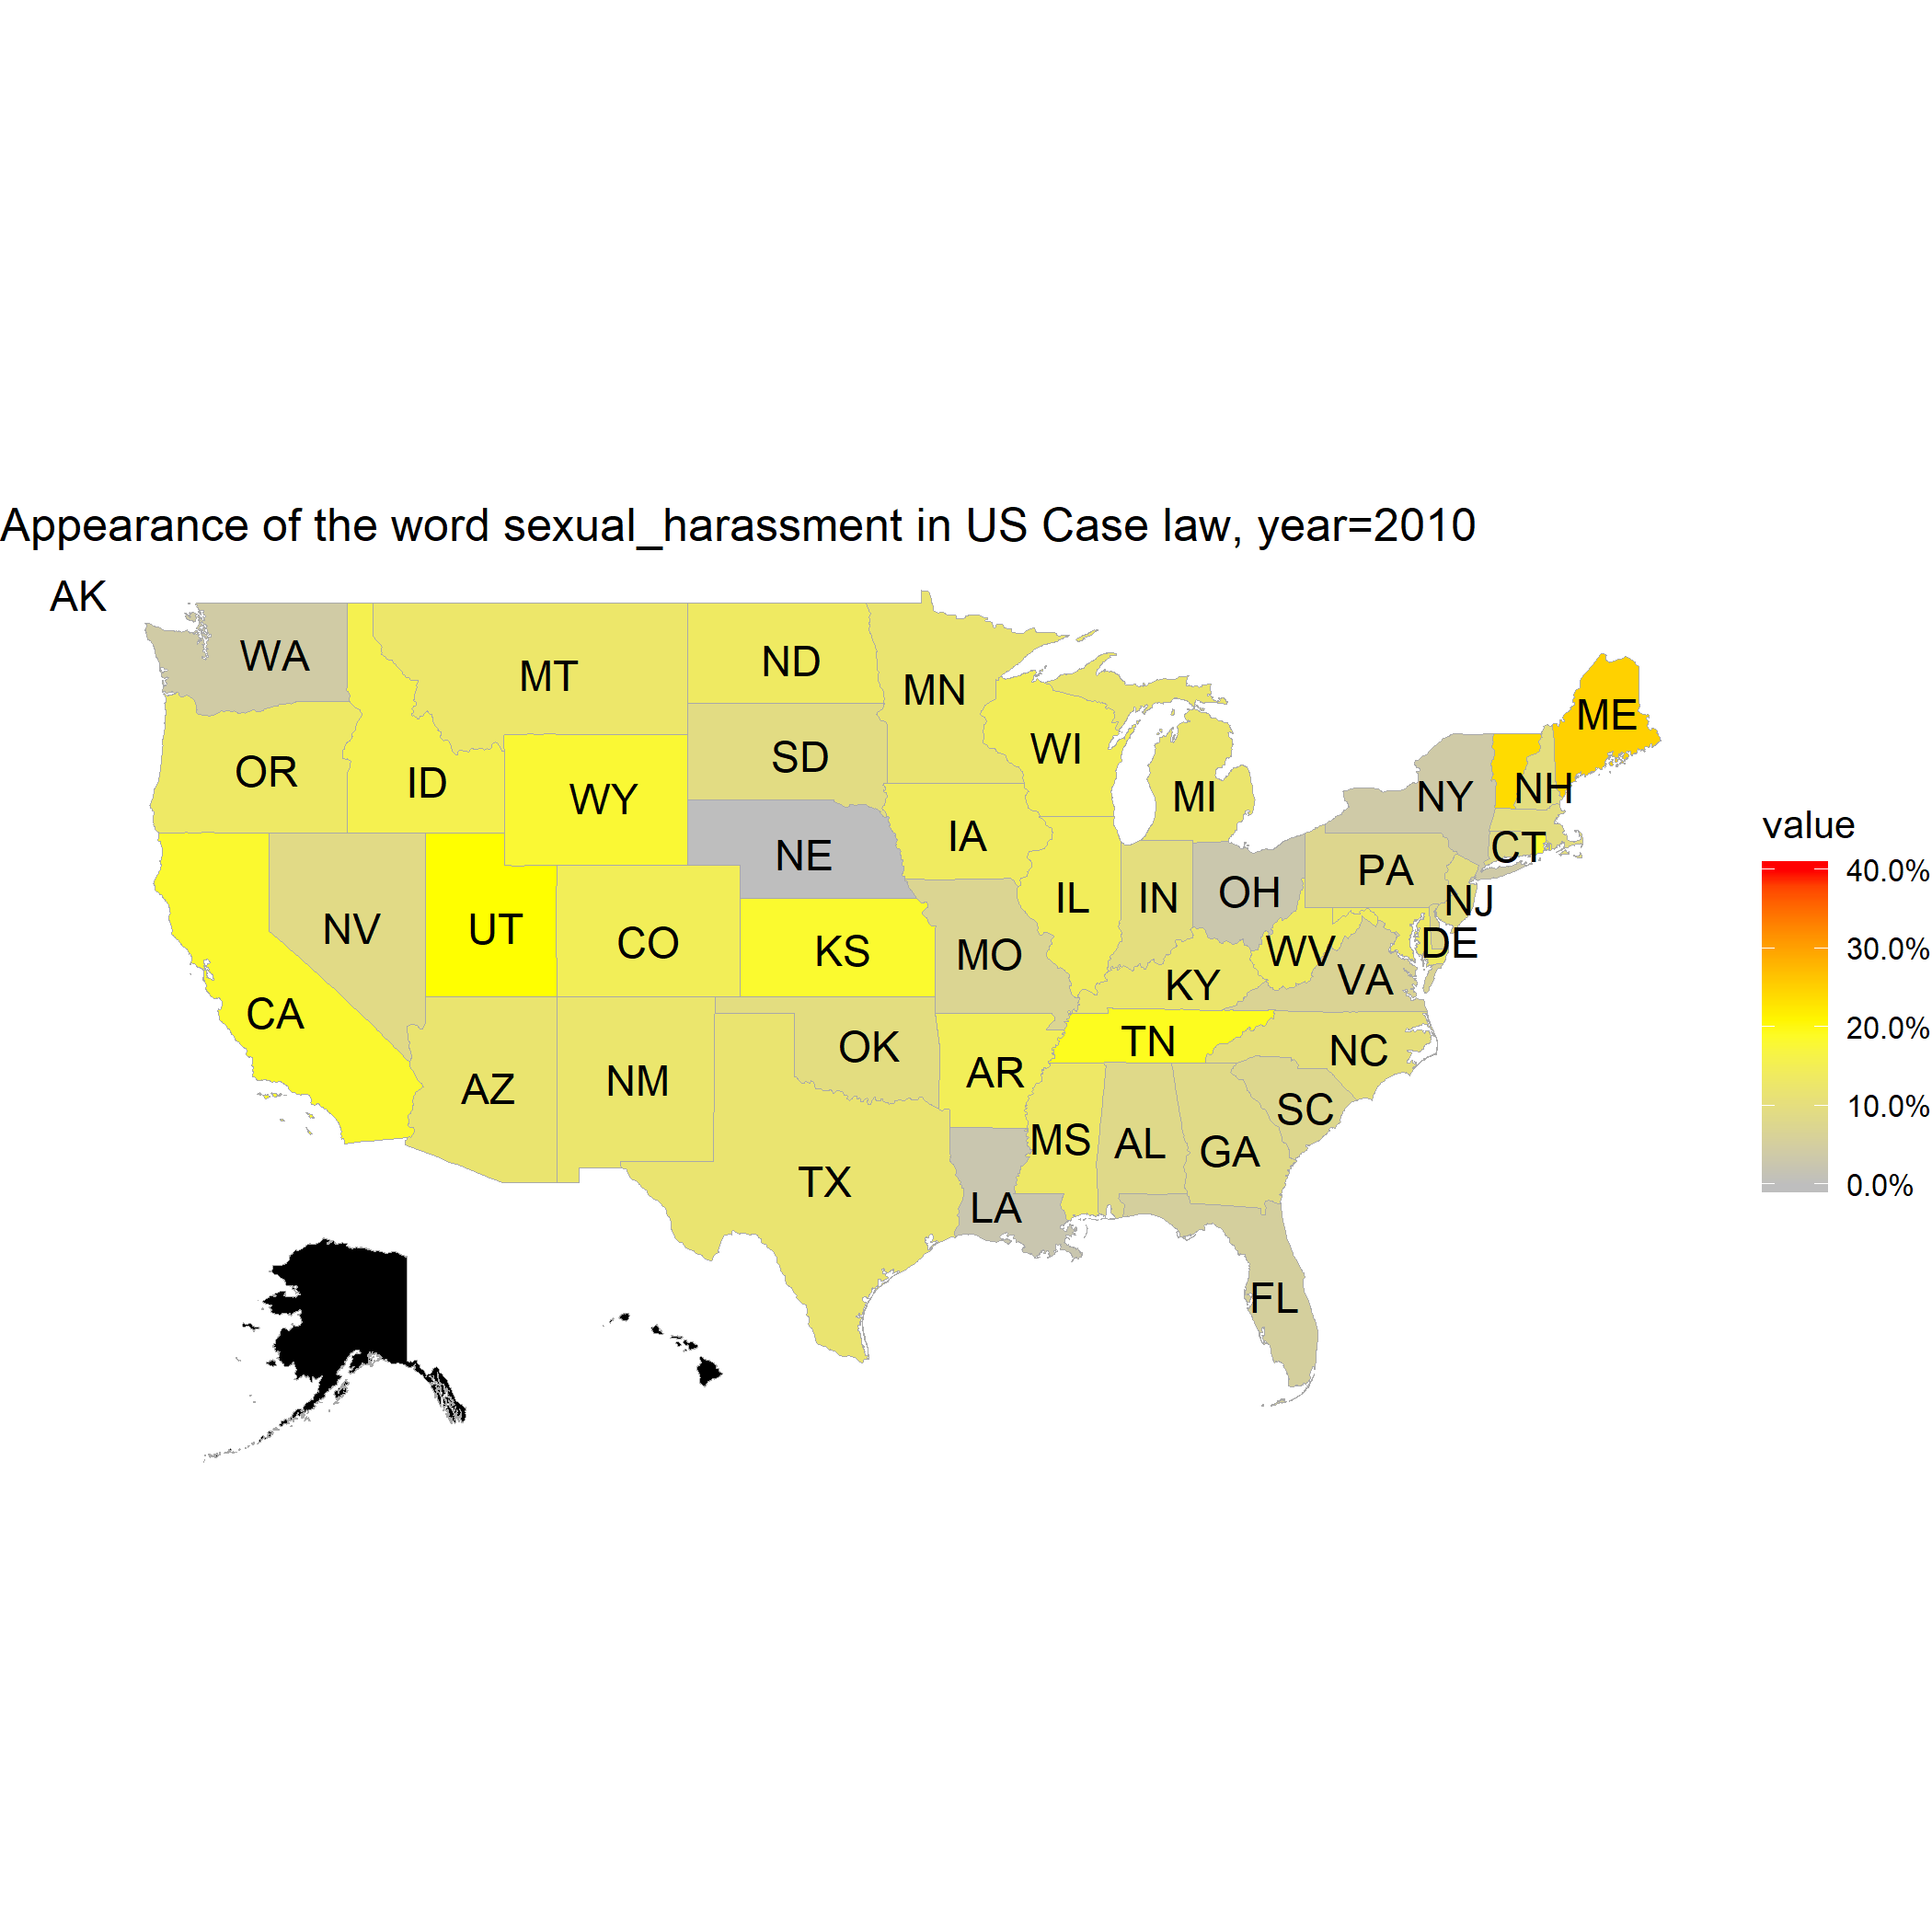 Appearance of the word sexual_harassment in US Case law, year=2010
AK
WA
MT
ND
MN
ME
OR
ID
WY
SD
WI
MI
NY
NH
NE
IA
CT
value
40.0%
30.0%
20.0%
10.0%
0.0%
NV
UT
CO
KS
MO
IL
IN
OH
PA
NJ
WV
DE
KY
VA
CA
AZ
NM
OK
AR
TN
NC
TX
LA
MS
AL
GA
SC
FL